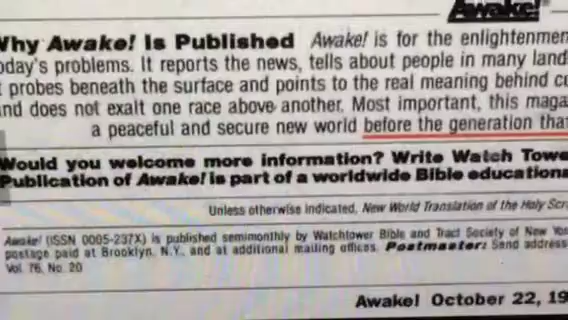 Awake!
Why Awake! Is Published Awake! is for the enlightenmen
oday's problems. It reports the news, tells about people in many land
t probes beneath the surface and points to the real meaning behind cu
nd does not exalt one race above another. Most important, this maga
a peaceful and secure new world before the generation that
Would you welcome more information? Write Watch Towe
Publication of Awake! is part of a worldwide Bible educationa
Unless otherwise indicated, New World Translation of the Holy Scri
Awake! (ISSN 0005-237X) is published semimonthly by Watchtower Bible and Tract Society of New Yor
postage paid at Brooklyn, N.Y., and at additional mailing offices. Postmaster: Send address
Vol. 76, No. 20
Awake! October 22, 19